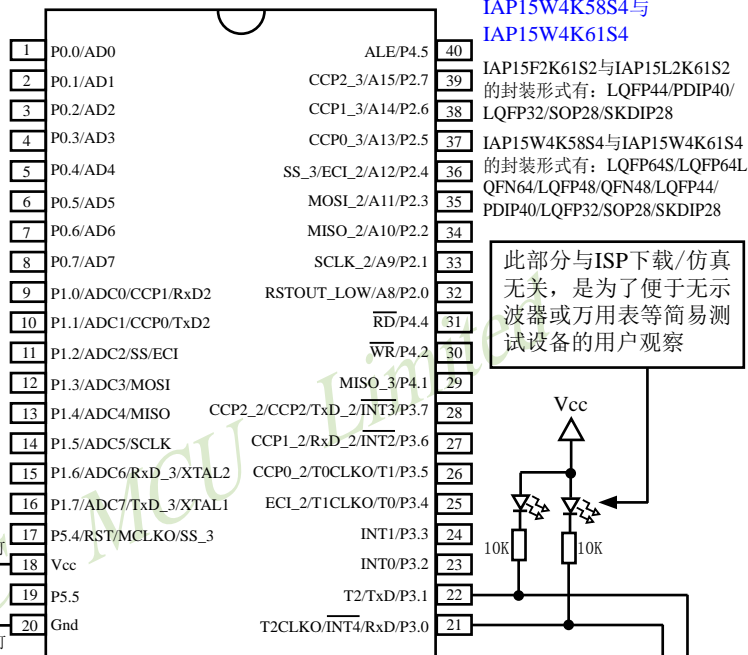 IAP15W4K58S4与
IAP15W4K61S4
IAP15F2K61S2与IAP15L2K61S2
的封装形式有：LQFP44/PDIP40/
LQFP32/SOP28/SKDIP28
IAP15W4K58S4与IAP15W4K61S4
的封装形式有：LQFP64S/LQFP64L
QFN64/LQFP48/QFN48/LQFP44/
PDIP40/LQFP32/SOP28/SKDIP28
此部分与ISP下载/仿真
无关，是为了便于无示
波器或万用表等简易测
试设备的用户观察
1 P0.0/AD0 ALE/P4.5 40
2 P0.1/AD1 CCP2_3/A15/P2.7 39
3 P0.2/AD2 CCP1_3/A14/P2.6 38
4 P0.3/AD3 CCP0_3/A13/P2.5 37
5 P0.4/AD4 SS_3/ECI_2/A12/P2.4 36
6 P0.5/AD5 MOSI_2/A11/P2.3 35
7 P0.6/AD6 MISO_2/A10/P2.2 34
8 P0.7/AD7 SCLK_2/A9/P2.1 33
9 P1.0/ADC0/CCP1/RxD2 RSTOUT_LOW/A8/P2.0 32
10 P1.1/ADC1/CCP0/TxD2 RD/P4.4 31
11 P1.2/ADC2/SS/ECI WR/P4.2 30
12 P1.3/ADC3/MOSI MISO_3/P4.1 29
13 P1.4/ADC4/MISO CCP2_2/CCP2/TxD_2/INT3/P3.7 28
14 P1.5/ADC5/SCLK CCP1_2/RxD_2/INT2/P3.6 27
15 P1.6/ADC6/RxD_3/XTAL2 CCP0_2/T0CLKO/T1/P3.5 26
16 P1.7/ADC7/TxD_3/XTAL1 ECI_2/T1CLKO/T0/P3.4 25
17 P5.4/RST/MCLKO/SS_3 INT1/P3.3 24
18 Vcc INT0/P3.2 23
19 P5.5 T2/TxD/P3.1 22
20 Gnd T2CLKO/INT4/RxD/P3.0 21
Vcc
10K 10K
MCU Limited